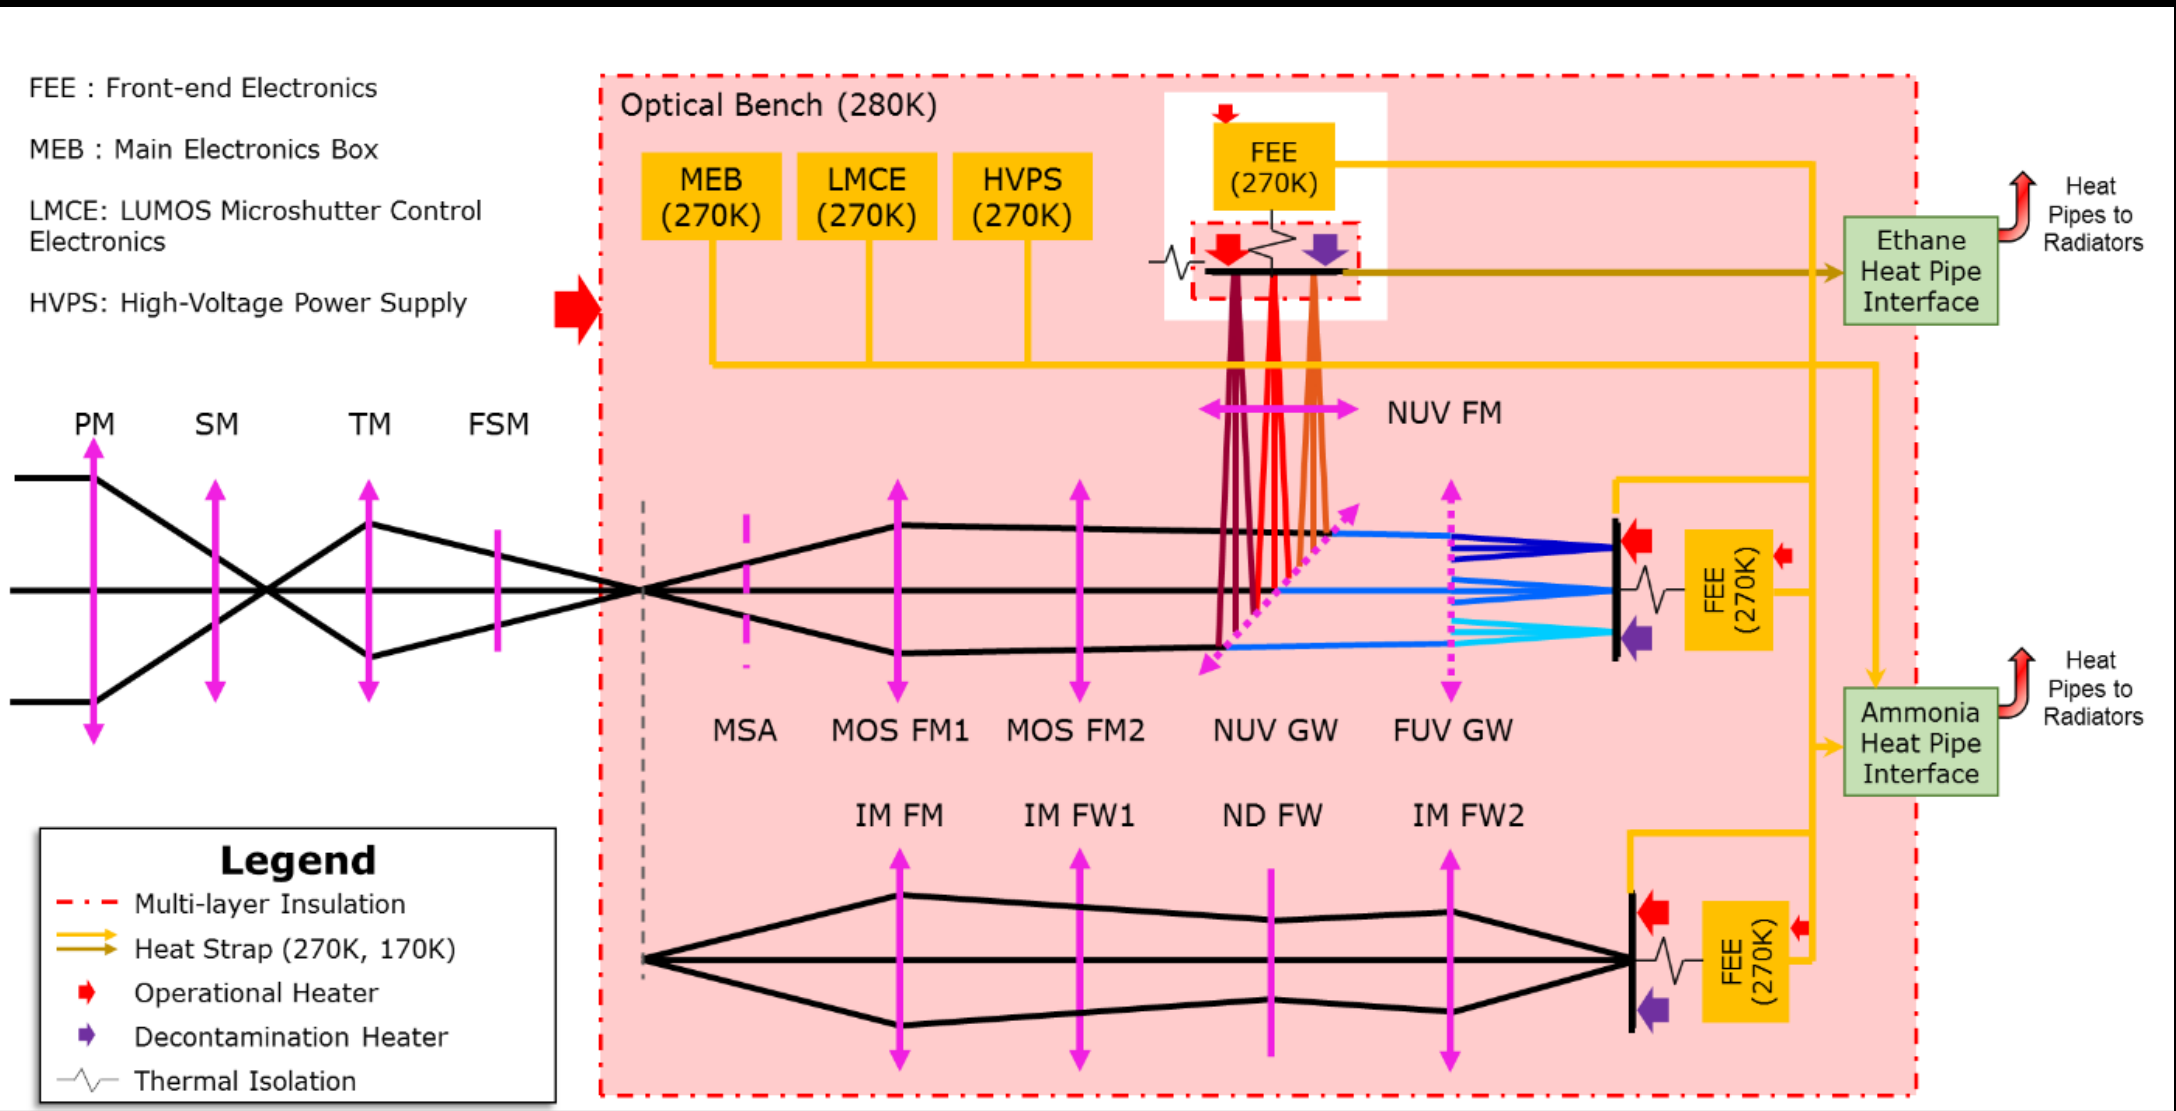 FEE : Front-end Electronics
MEB : Main Electronics Box
LMCE: LUMOS Microshutter Control
Electronics
HVPS: High-Voltage Power Supply
Optical Bench (280K)
MEB
(270K)
LMCE
(270K)
HVPS
(270K)
FEE
(270K)
Ethane
Heat Pipe
Interface
Heat
Pipes to
Radiators
PM
SM
TM
FSM
NUV FM
FEE
(270K)
MSA
MOS FM1
MOS FM2
NUV GW
FUV GW
Ammonia
Heat Pipe
Interface
Heat
Pipes to
Radiators
IM FM
IM FW1
ND FW
IM FW2
FEE
(270K)
Legend
Multi-layer Insulation
Heat Strap (270K, 170K)
Operational Heater
Decontamination Heater
Thermal Isolation